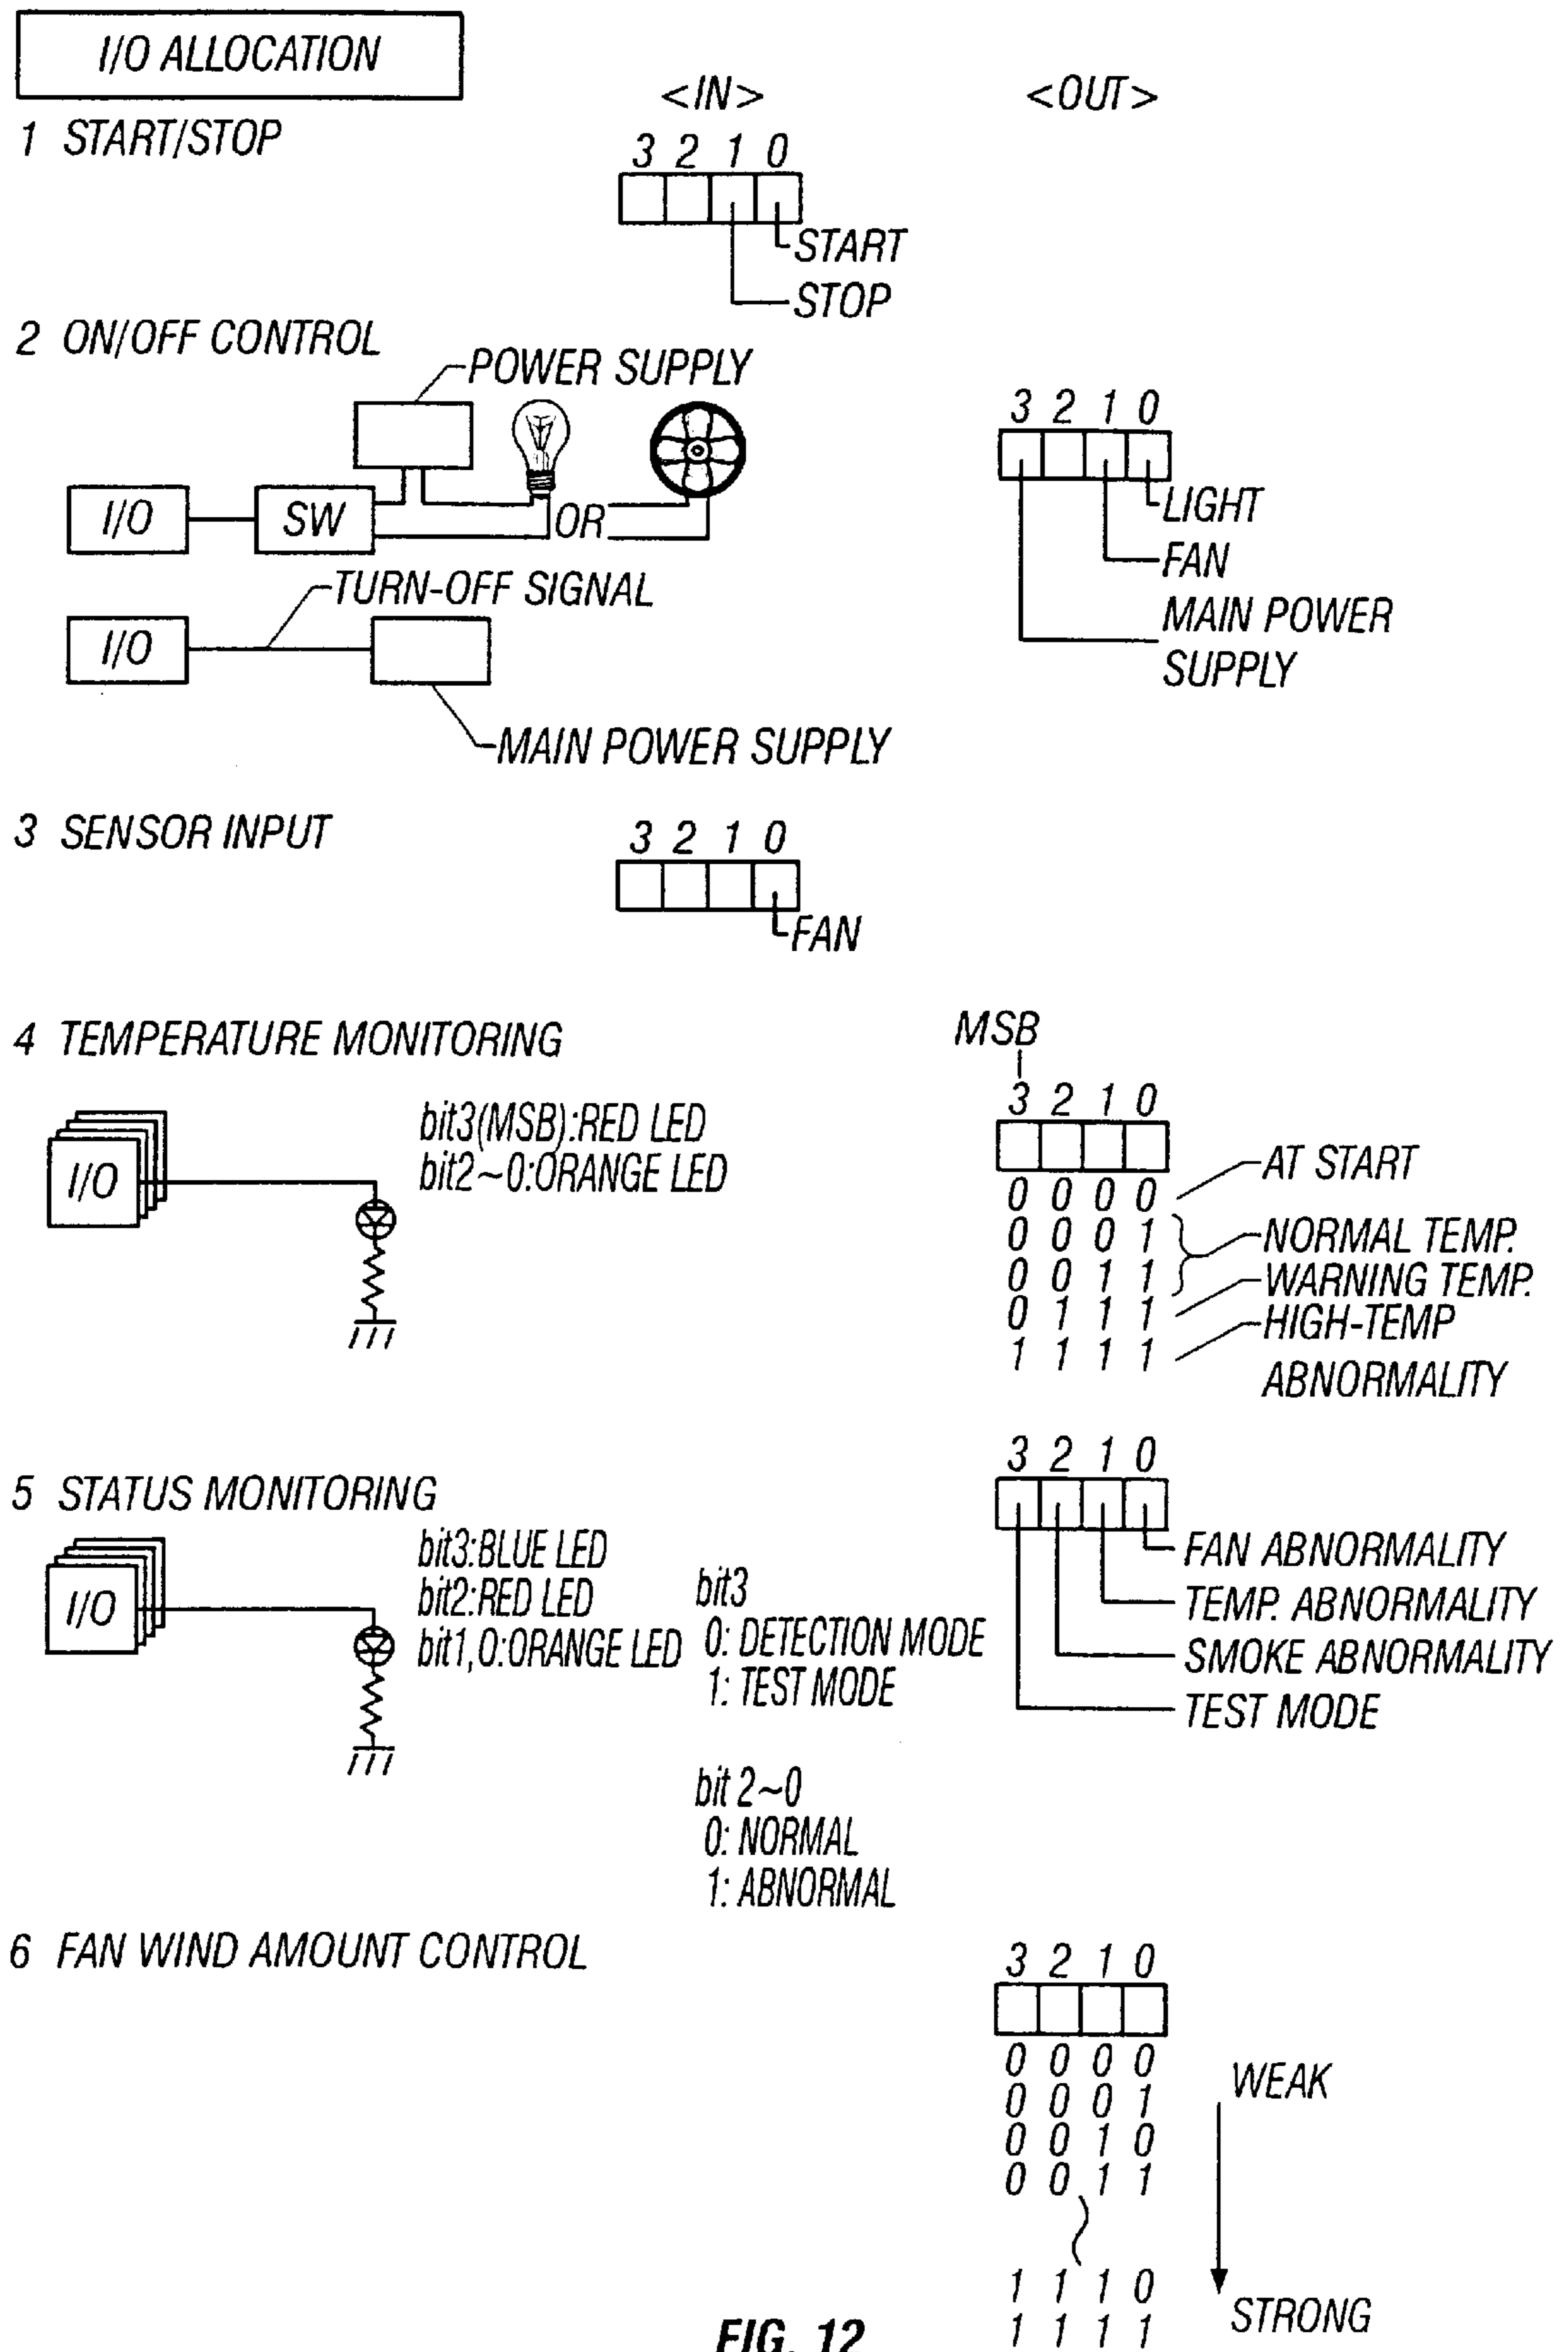 I/O ALLOCATION
<IN>
<OUT>
1 START/STOP
3 2 1 0
START
STOP
2 ON/OFF CONTROL
POWER SUPPLY
I/O
SW
OR
TURN-OFF SIGNAL
I/O
MAIN POWER SUPPLY
3 2 1 0
LIGHT
FAN
MAIN POWER
SUPPLY
3 SENSOR INPUT
3 2 1 0
FAN
4 TEMPERATURE MONITORING
I/O
bit3(MSB):RED LED
bit2~0:ORANGE LED
MSB
3 2 1 0
0 0 0 0
0 0 0 1
0 0 1 1
0 1 1 1
1 1 1 1
AT START
NORMAL TEMP.
WARNING TEMP.
HIGH-TEMP
ABNORMALITY
5 STATUS MONITORING
I/O
bit3:BLUE LED
bit2:RED LED
bit1,0:ORANGE LED
bit3
0: DETECTION MODE
1: TEST MODE
bit 2~0
0: NORMAL
1: ABNORMAL
3 2 1 0
FAN ABNORMALITY
TEMP. ABNORMALITY
SMOKE ABNORMALITY
TEST MODE
6 FAN WIND AMOUNT CONTROL
3 2 1 0
0 0 0 0
0 0 0 1
0 0 1 0
0 0 1 1
1 1 1 0
1 1 1 1
WEAK
STRONG
FIG. 12